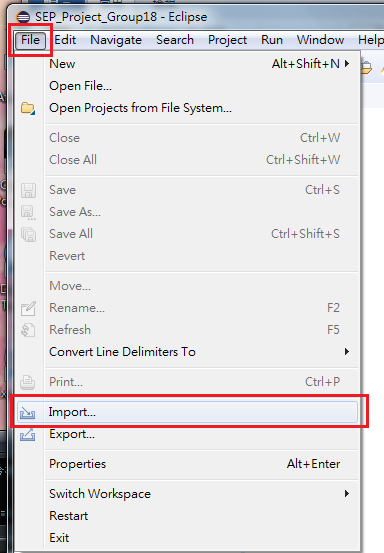 SEP_Project_Group18 - Eclipse
File Edit Navigate Search Project Run Window Help
New Alt+Shift+N
Open File...
Open Projects from File System...
Close Ctrl+W
Close All Ctrl+Shift+W
Save Ctrl+S
Save As...
Save All Ctrl+Shift+S
Revert
Move...
Rename... F2
Refresh F5
Convert Line Delimiters To
Print... Ctrl+P
Import...
Export...
Properties Alt+Enter
Switch Workspace
Restart
Exit